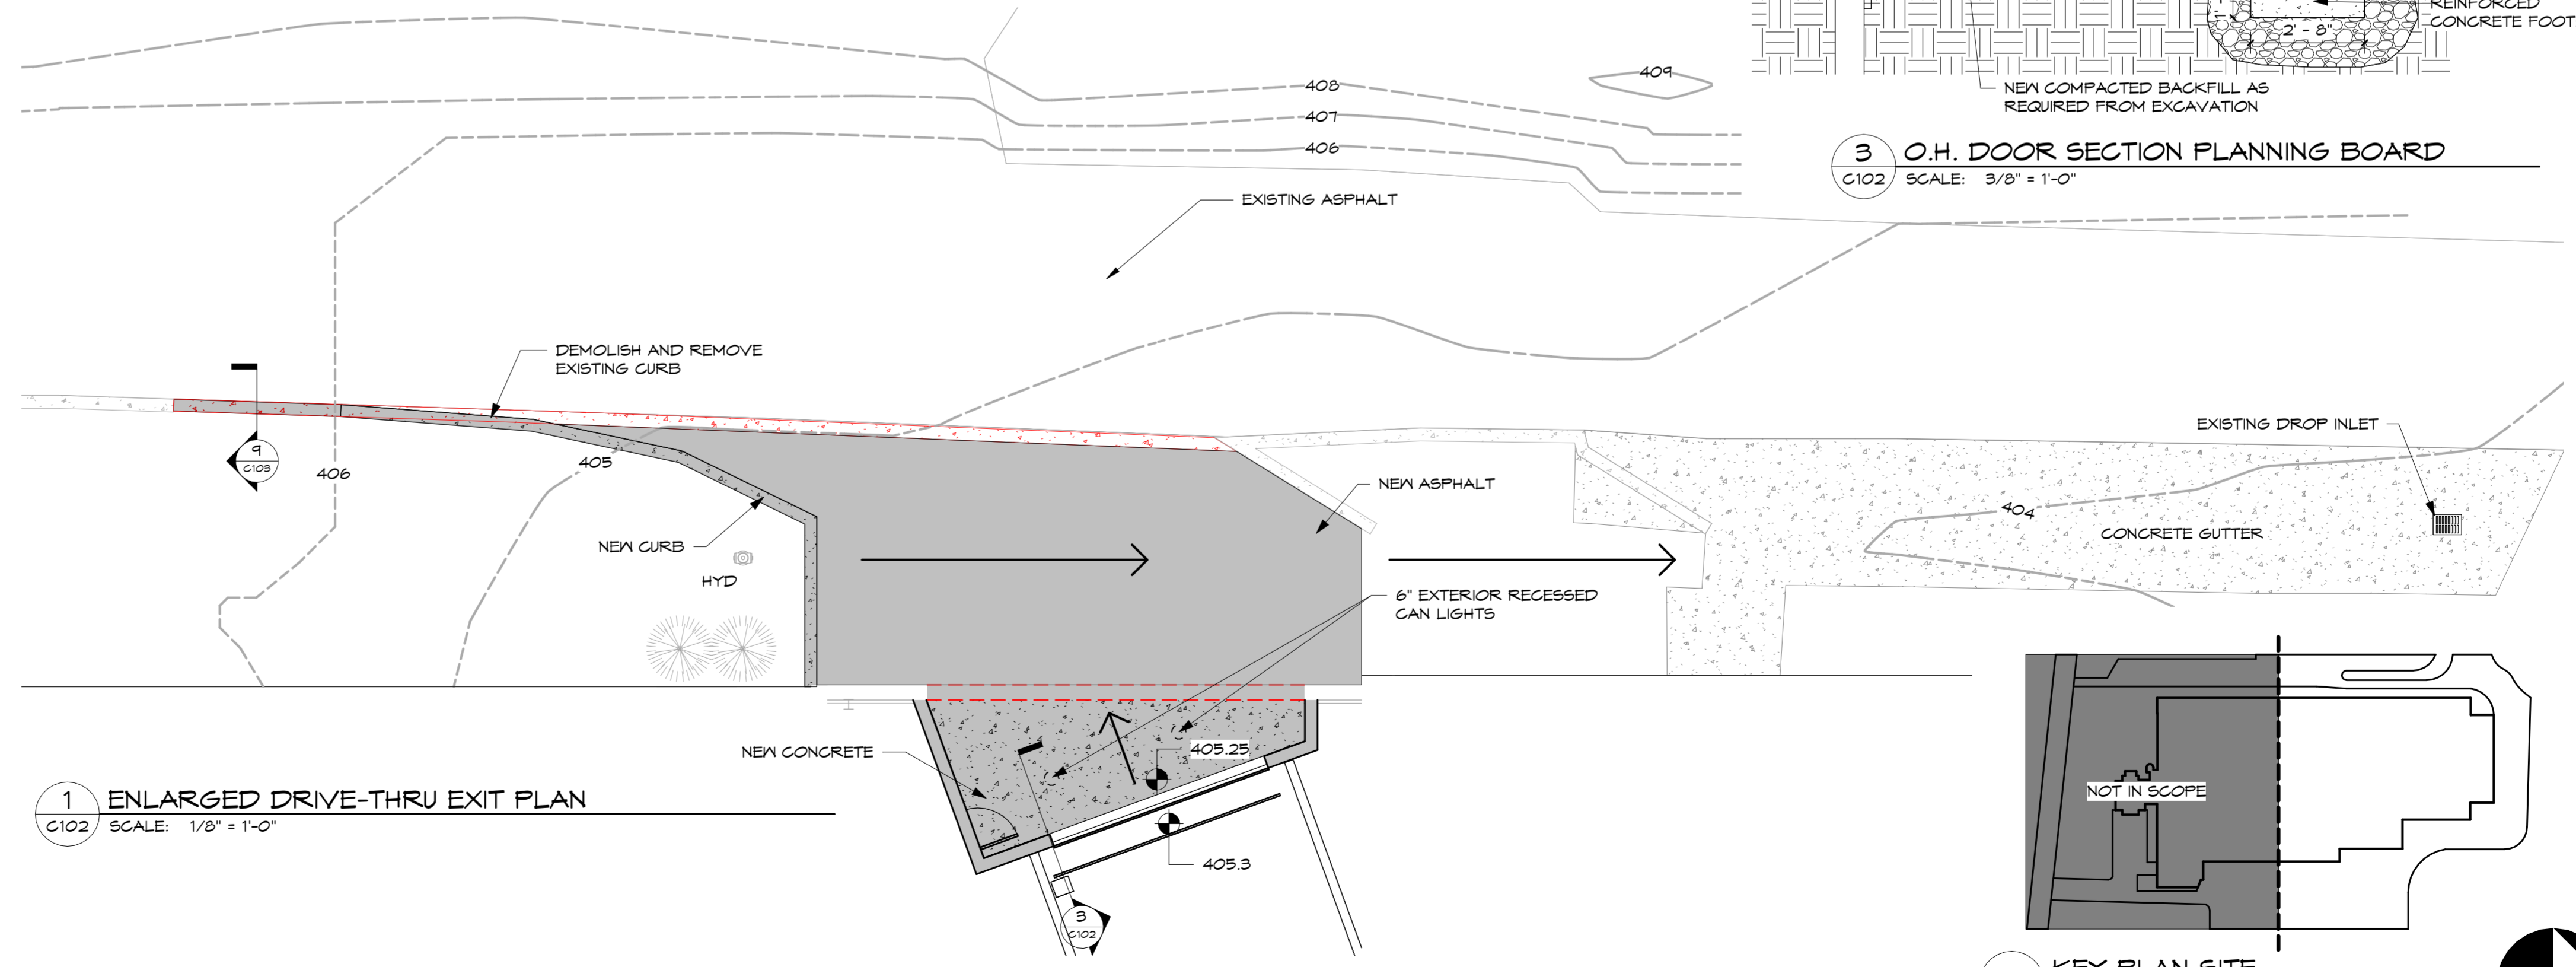 REINFORCED
CONCRETE FOOT
2' - 8"
NEW COMPACTED BACKFILL AS
REQUIRED FROM EXCAVATION
3
C102
O.H. DOOR SECTION PLANNING BOARD
SCALE: 3/8" = 1'-0"
408
407
406
409
EXISTING ASPHALT
DEMOLISH AND REMOVE
EXISTING CURB
9
C103
406
405
NEW CURB
HYD
NEW ASPHALT
6" EXTERIOR RECESSED
CAN LIGHTS
EXISTING DROP INLET
404
CONCRETE GUTTER
NEW CONCRETE
405.25
405.3
3
C102
1
C102
ENLARGED DRIVE-THRU EXIT PLAN
SCALE: 1/8" = 1'-0"
NOT IN SCOPE
KEY PLAN SITE